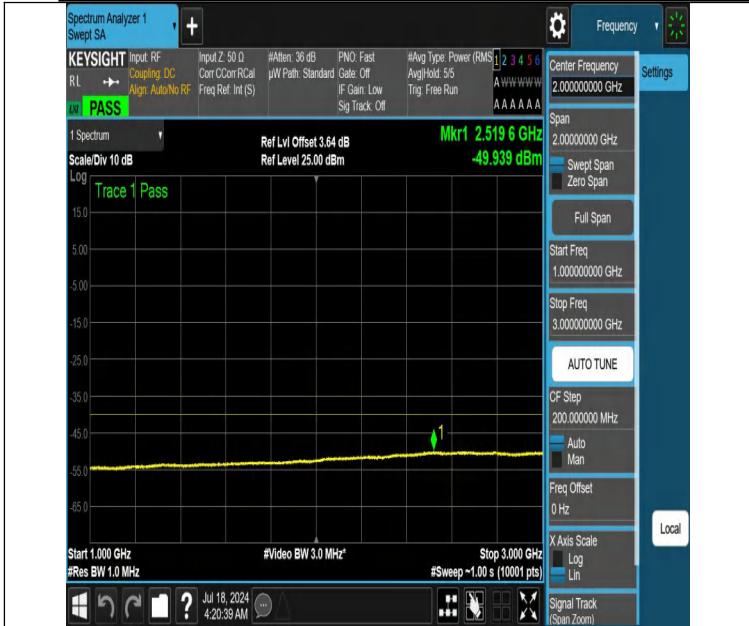 Spectrum Analyzer 1
Swept SA
+
Frequency
KEYSIGHT
RL
LXI
PASS
Input: RF
Coupling: DC
Align: Auto/No RF
Input Z: 50 Ω
Corr CCorr RCal
Freq Ref: Int (S)
#Atten: 36 dB
µW Path: Standard
PNO: Fast
Gate: Off
IF Gain: Low
Sig Track: Off
#Avg Type: Power (RMS
Avg|Hold: 5/5
Trig: Free Run
1 2 3 4 5 6
A W W W W W
A A A A A A
1 Spectrum
Scale/Div 10 dB
Ref Lvl Offset 3.64 dB
Ref Level 25.00 dBm
Mkr1 2.519 6 GHz
-49.939 dBm
Log
Trace 1 Pass
15.0
5.00
-5.00
-15.0
-25.0
-35.0
-45.0
-55.0
-65.0
1
Start 1.000 GHz
#Res BW 1.0 MHz
#Video BW 3.0 MHz*
Stop 3.000 GHz
#Sweep ~1.00 s (10001 pts)
?
Jul 18, 2024
4:20:39 AM
Center Frequency
2.000000000 GHz
Settings
Span
2.00000000 GHz
Swept Span
Zero Span
Full Span
Start Freq
1.000000000 GHz
Stop Freq
3.000000000 GHz
AUTO TUNE
CF Step
200.000000 MHz
Auto
Man
Freq Offset
0 Hz
X Axis Scale
Log
Lin
Local
Signal Track
(Span Zoom)